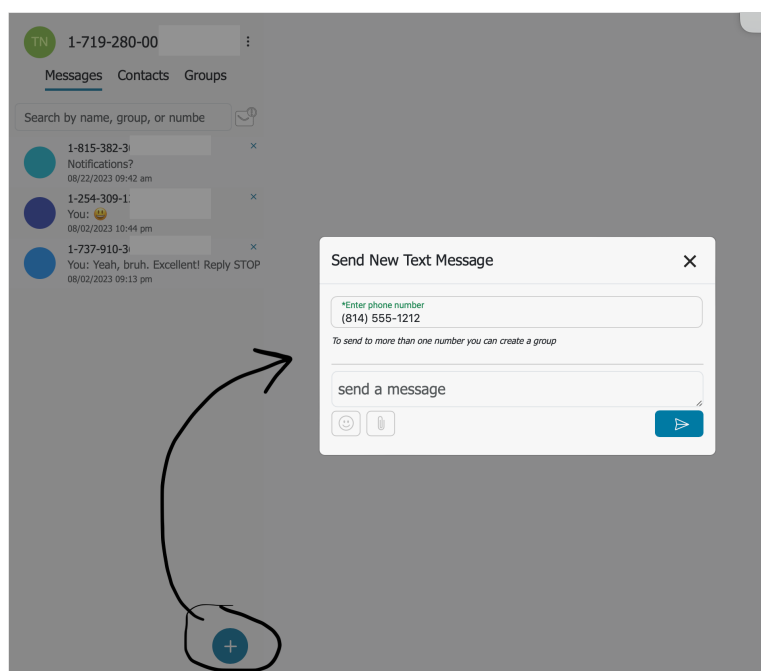 TN
1-719-280-00
Messages Contacts Groups
Search by name, group, or numbe
1-815-382-3
Notifications?
08/22/2023 09:42 am
1-254-309-1
You: 😃
08/02/2023 10:44 pm
1-737-910-3
You: Yeah, bruh. Excellent! Reply STOP
08/02/2023 09:13 pm
Send New Text Message
*Enter phone number
(814) 555-1212
To send to more than one number you can create a group
send a message